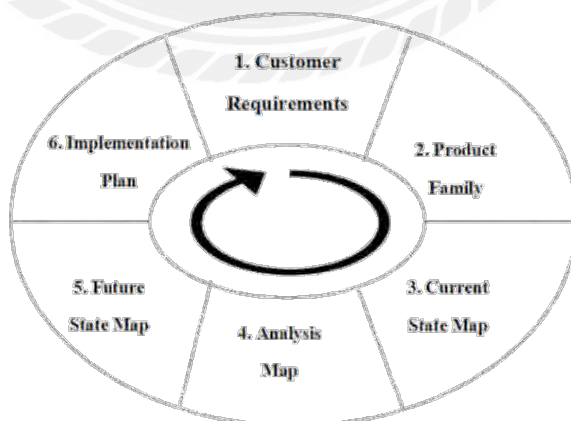 1. Customer
Requirements
2. Product
Family
3. Current
State Map
4. Analysis
Map
5. Future
State Map
6. Implementation
Plan